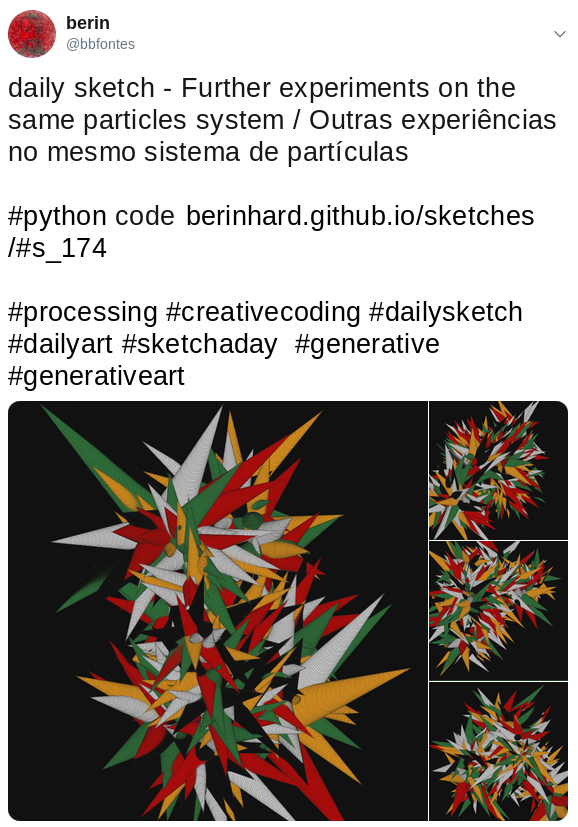 berin
@bbfontes
daily sketch - Further experiments on the
same particles system / Outras experiências
no mesmo sistema de partículas
#python code berinhard.github.io/sketches
/#s_174
#processing #creativecoding #dailysketch
#dailyart #sketchaday #generative
#generativeart